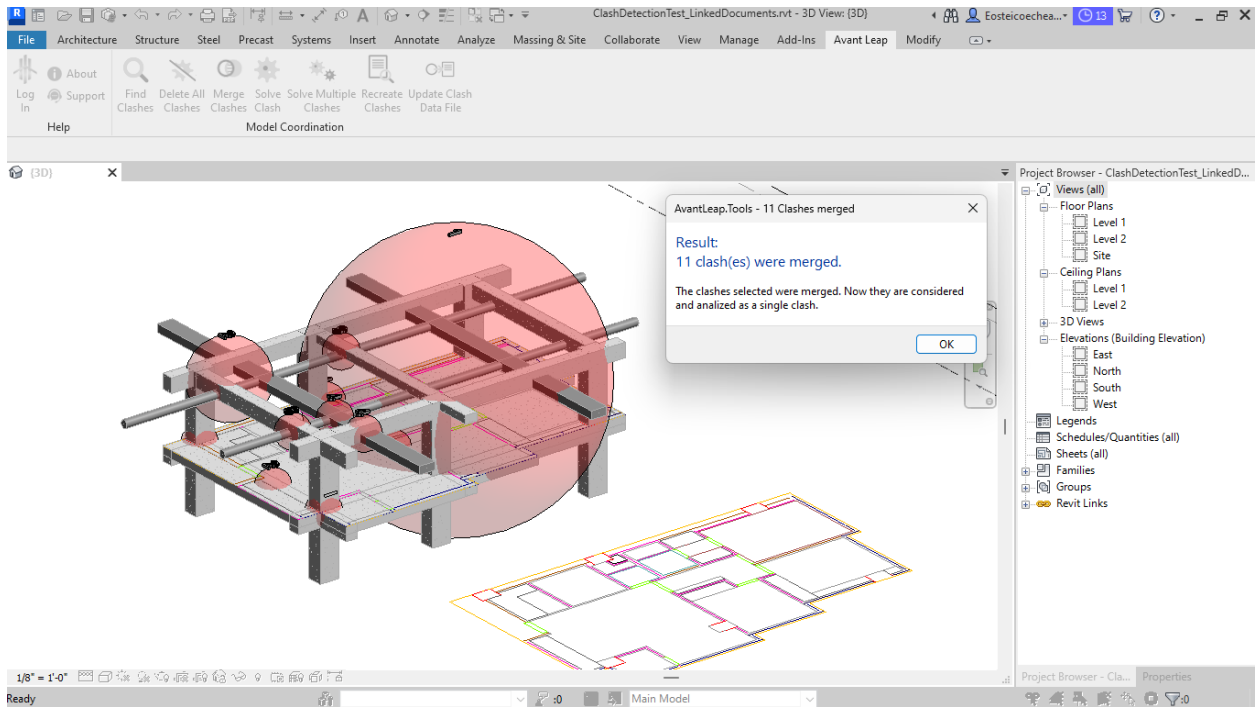 R
A
ClashDetectionTest_LinkedDocuments.rvt - 3D View: {3D}
Eosteicoechea...
13
File Architecture Structure Steel Precast Systems Insert Annotate Analyze Massing & Site Collaborate View Manage Add-Ins Avant Leap Modify
Log In
About
Support
Find Clashes
Delete All Clashes
Merge Clashes
Solve Clash
Solve Multiple Clashes
Recreate Clashes
Update Clash Data File
Help
Model Coordination
{3D}
Project Browser - ClashDetectionTest_LinkedD...
Views (all)
Floor Plans
Level 1
Level 2
Site
Ceiling Plans
Level 1
Level 2
3D Views
Elevations (Building Elevation)
East
North
South
West
Legends
Schedules/Quantities (all)
Sheets (all)
Families
Groups
Revit Links
AvantLeap.Tools - 11 Clashes merged
Result:
11 clash(es) were merged.
The clashes selected were merged. Now they are considered
and analized as a single clash.
OK
1/8" = 1'-0"
Project Browser - Cla... Properties
Ready
:0
Main Model
:0